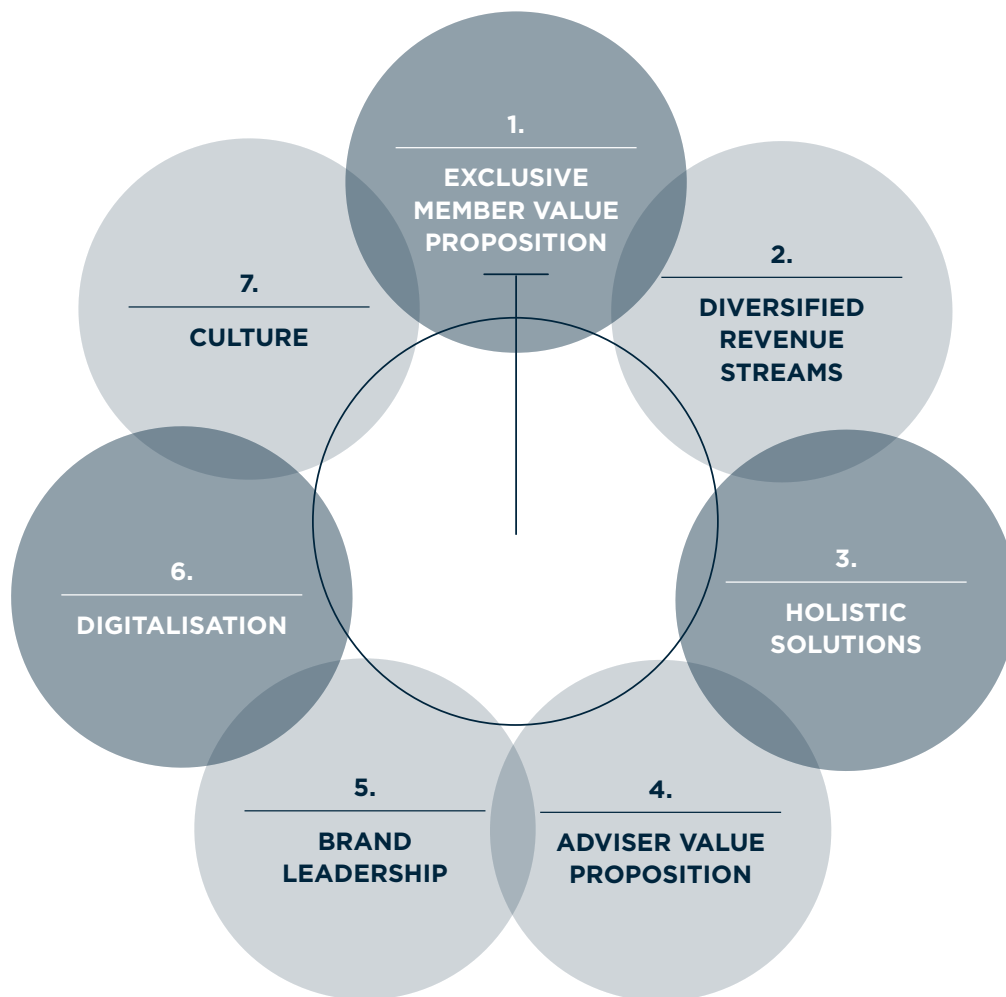 1.
EXCLUSIVE
MEMBER VALUE
PROPOSITION
2.
DIVERSIFIED
REVENUE
STREAMS
3.
HOLISTIC
SOLUTIONS
4.
ADVISER VALUE
PROPOSITION
5.
BRAND
LEADERSHIP
6.
DIGITALISATION
7.
CULTURE